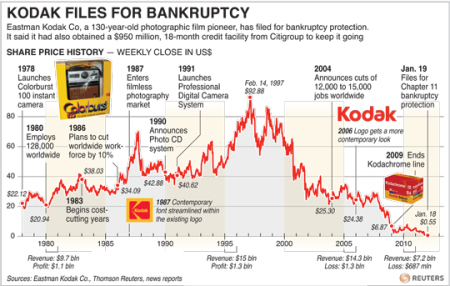 KODAK FILES FOR BANKRUPTCY
Eastman Kodak Co, a 130-year-old photographic film pioneer, has filed for bankruptcy protection.
It said it had also obtained a $950 million, 18-month credit facility from Citigroup to keep it going
SHARE PRICE HISTORY — WEEKLY CLOSE IN US$
1978
Launches
Colorburst
100 instant
camera
Colorburst
1987
Enters
filmless
photography
market
1991
Launches
Professional
Digital Camera
System
Feb. 14, 1997
$92.88
2004
Announces cuts of
12,000 to 15,000
jobs worldwide
Jan. 19
Files for
Chapter 11
bankruptcy
protection
Kodak
2006 Logo gets a more
contemporary look
1980
Employs
128,000
worldwide
1986
Plans to cut
worldwide work-
force by 10%
1990
Announces
Photo CD
system
2009 Ends
Kodachrome line
80
60
40
20
0
$22.12
$20.94
$38.03
1983
Begins cost-
cutting years
$34.09
$42.88
$40.62
Kodak
1987 Contemporary
font streamlined within
the existing logo
$25.30
$24.38
$6.87
Jan. 18
$0.55
1980
1985
1990
1995
2000
2005
2010
Revenue: $9.7 bln
Profit: $1.1 bln
Revenue: $15 bln
Profit: $1.3 bln
Revenue: $14.3 bln
Loss: $1.3 bln
Revenue: $7.2 bln
Loss: $687 mln
Sources: Eastman Kodak Co., Thomson Reuters, news reports
REUTERS